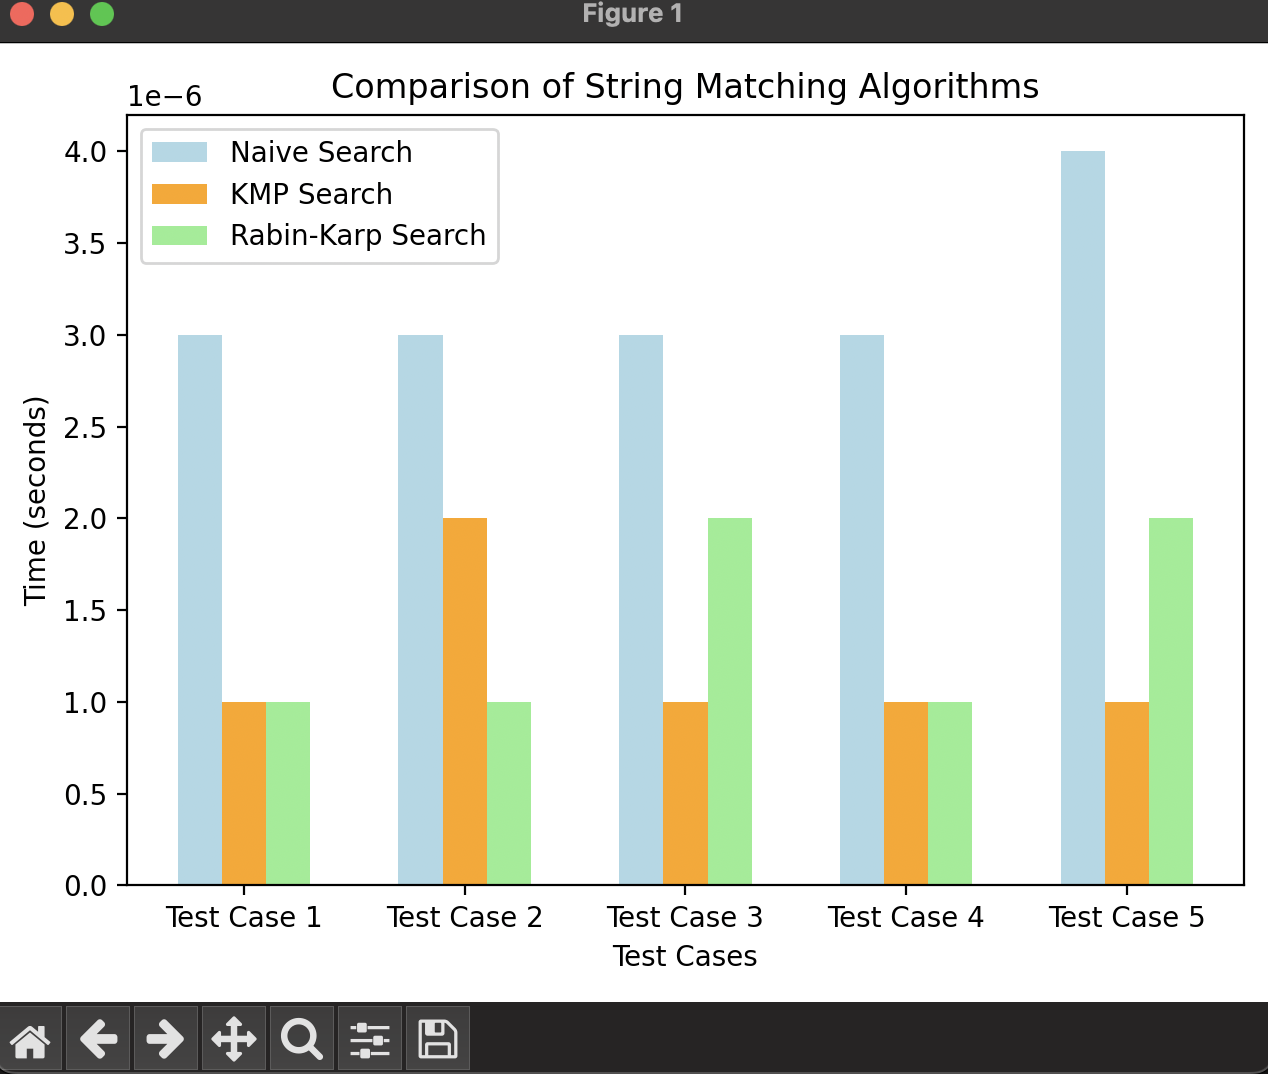 Figure 1
Comparison of String Matching Algorithms
1e−6
Naive Search
KMP Search
Rabin-Karp Search
4.0
3.5
3.0
2.5
2.0
1.5
1.0
0.5
0.0
Time (seconds)
Test Case 1 Test Case 2 Test Case 3 Test Case 4 Test Case 5
Test Cases